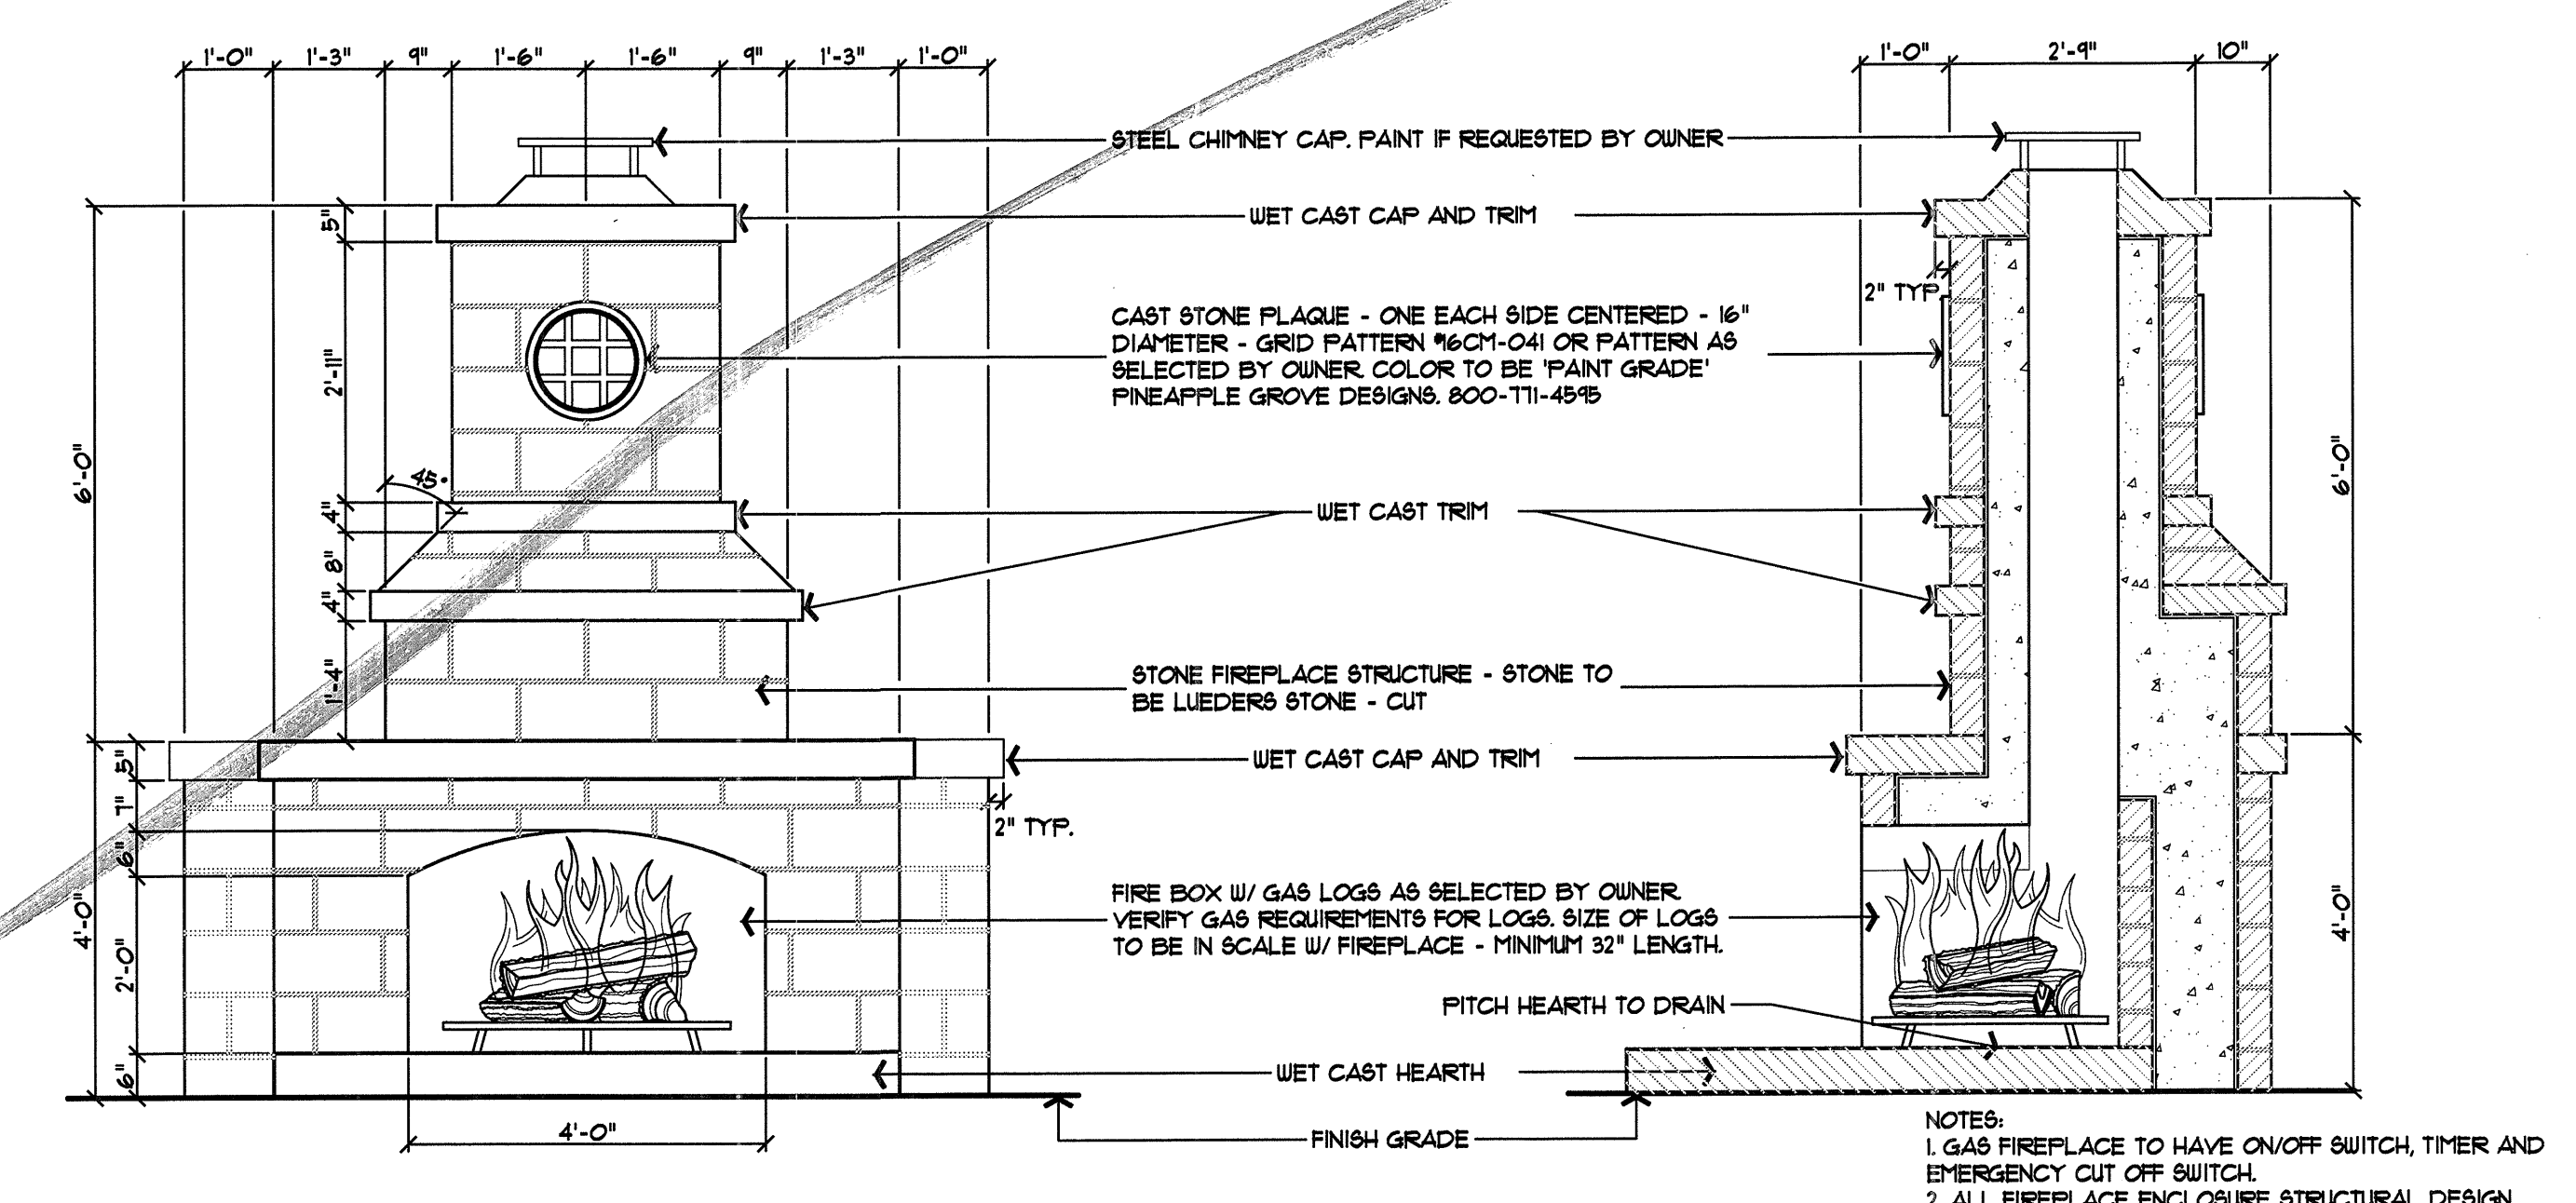 1'-0" 1'-3" 9" 1'-6" 1'-6" 9" 1'-3" 1'-0"
1'-0" 2'-9" 10"
STEEL CHIMNEY CAP. PAINT IF REQUESTED BY OWNER
5"
WET CAST CAP AND TRIM
2" TYP.
CAST STONE PLAQUE - ONE EACH SIDE CENTERED - 16"
DIAMETER - GRID PATTERN #16CM-041 OR PATTERN AS
SELECTED BY OWNER. COLOR TO BE 'PAINT GRADE'
PINEAPPLE GROVE DESIGNS. 800-771-4595
2'-11"
6'-0"
45°
6'-0"
4"
WET CAST TRIM
8"
4"
1'-4"
STONE FIREPLACE STRUCTURE - STONE TO
BE LUEDERS STONE - CUT
5"
WET CAST CAP AND TRIM
7"
2" TYP.
6"
4'-0"
FIRE BOX W/ GAS LOGS AS SELECTED BY OWNER.
VERIFY GAS REQUIREMENTS FOR LOGS. SIZE OF LOGS
TO BE IN SCALE W/ FIREPLACE - MINIMUM 32" LENGTH.
4'-0"
2'-0"
PITCH HEARTH TO DRAIN
6"
WET CAST HEARTH
4'-0"
FINISH GRADE
NOTES:
1. GAS FIREPLACE TO HAVE ON/OFF SWITCH, TIMER AND
EMERGENCY CUT OFF SWITCH.
2. ALL FIREPLACE ENCLOSURE STRUCTURAL DESIGN